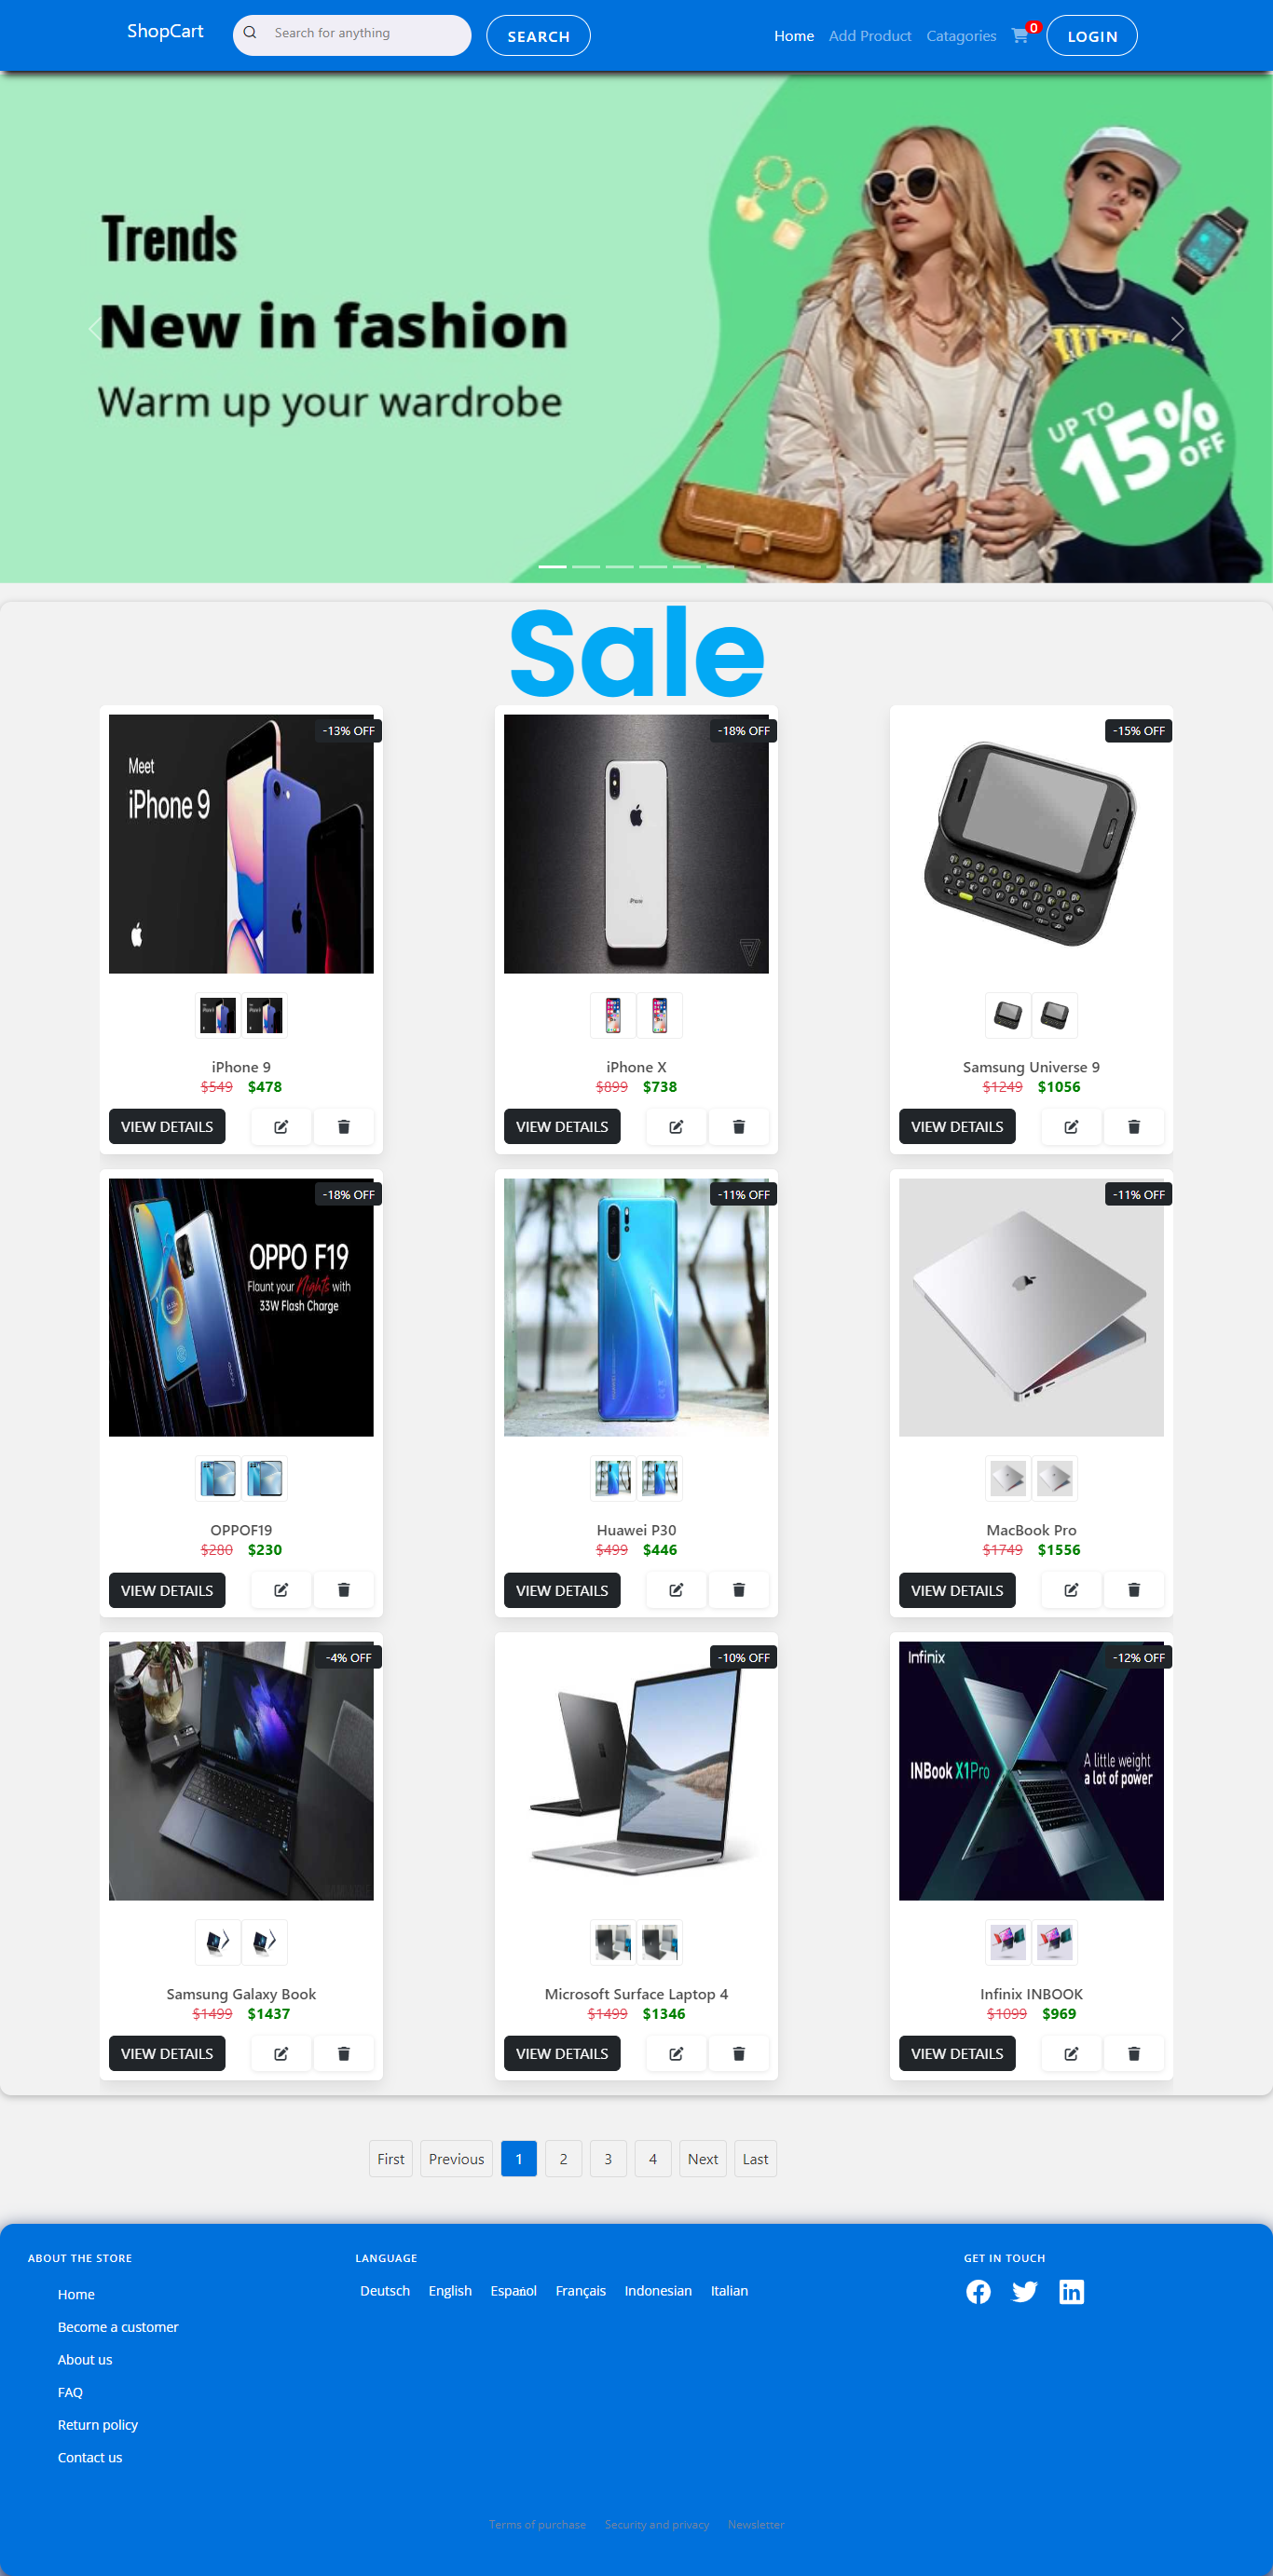 ShopCart
Search for anything
SEARCH
Home
Add Product
Catagories
0
LOGIN
Trends
New in fashion
Warm up your wardrobe
UP TO
15%
OFF
Sale
-13% OFF
Meet
iPhone 9
iPhone 9
$549 $478
VIEW DETAILS
-18% OFF
iPhone X
$899 $738
VIEW DETAILS
-15% OFF
Samsung Universe 9
$1249 $1056
VIEW DETAILS
-18% OFF
OPPO F19
Flaunt your Nights with
33W Flash Charge
OPPOF19
$280 $230
VIEW DETAILS
-11% OFF
Huawei P30
$499 $446
VIEW DETAILS
-11% OFF
MacBook Pro
$1749 $1556
VIEW DETAILS
-4% OFF
Samsung Galaxy Book
$1499 $1437
VIEW DETAILS
-10% OFF
Microsoft Surface Laptop 4
$1499 $1346
VIEW DETAILS
Infinix
-12% OFF
INBook X1Pro
A little weight
a lot of power
Infinix INBOOK
$1099 $969
VIEW DETAILS
First Previous 1 2 3 4 Next Last
ABOUT THE STORE
Home
Become a customer
About us
FAQ
Return policy
Contact us
LANGUAGE
Deutsch English Español Français Indonesian Italian
GET IN TOUCH
Terms of purchase Security and privacy Newsletter